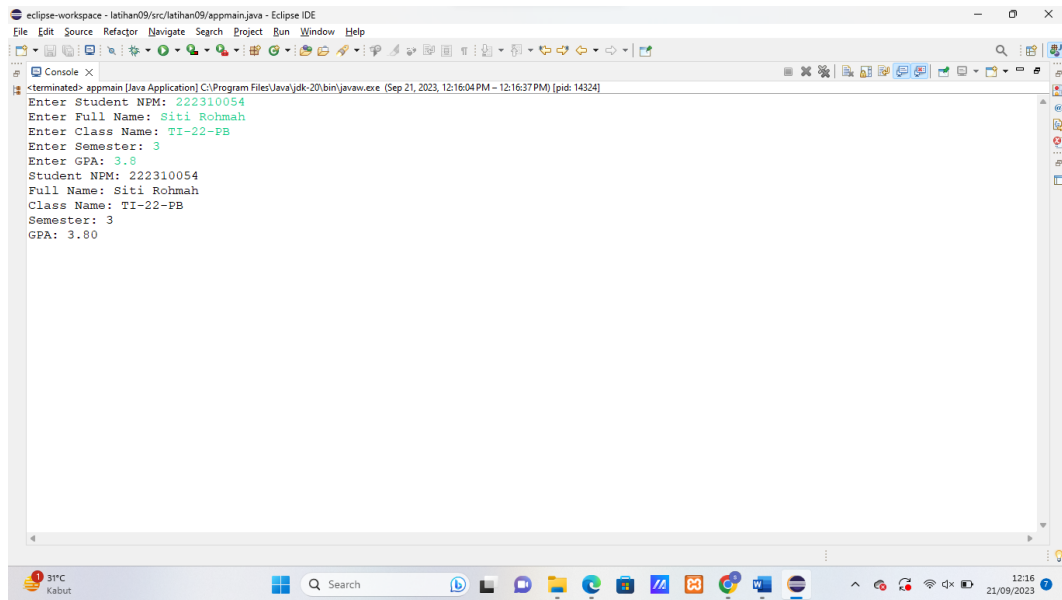 eclipse-workspace - latihan09/src/latihan09/appmain.java - Eclipse IDE
File Edit Source Refactor Navigate Search Project Run Window Help
Console
<terminated> appmain [Java Application] C:\Program Files\Java\jdk-20\bin\javaw.exe (Sep 21, 2023, 12:16:04 PM – 12:16:37 PM) [pid: 14324]
Enter Student NPM: 222310054
Enter Full Name: Siti Rohmah
Enter Class Name: TI-22-PB
Enter Semester: 3
Enter GPA: 3.8
Student NPM: 222310054
Full Name: Siti Rohmah
Class Name: TI-22-PB
Semester: 3
GPA: 3.80
1
31°C
Kabut
Search
6
12:16
21/09/2023
7